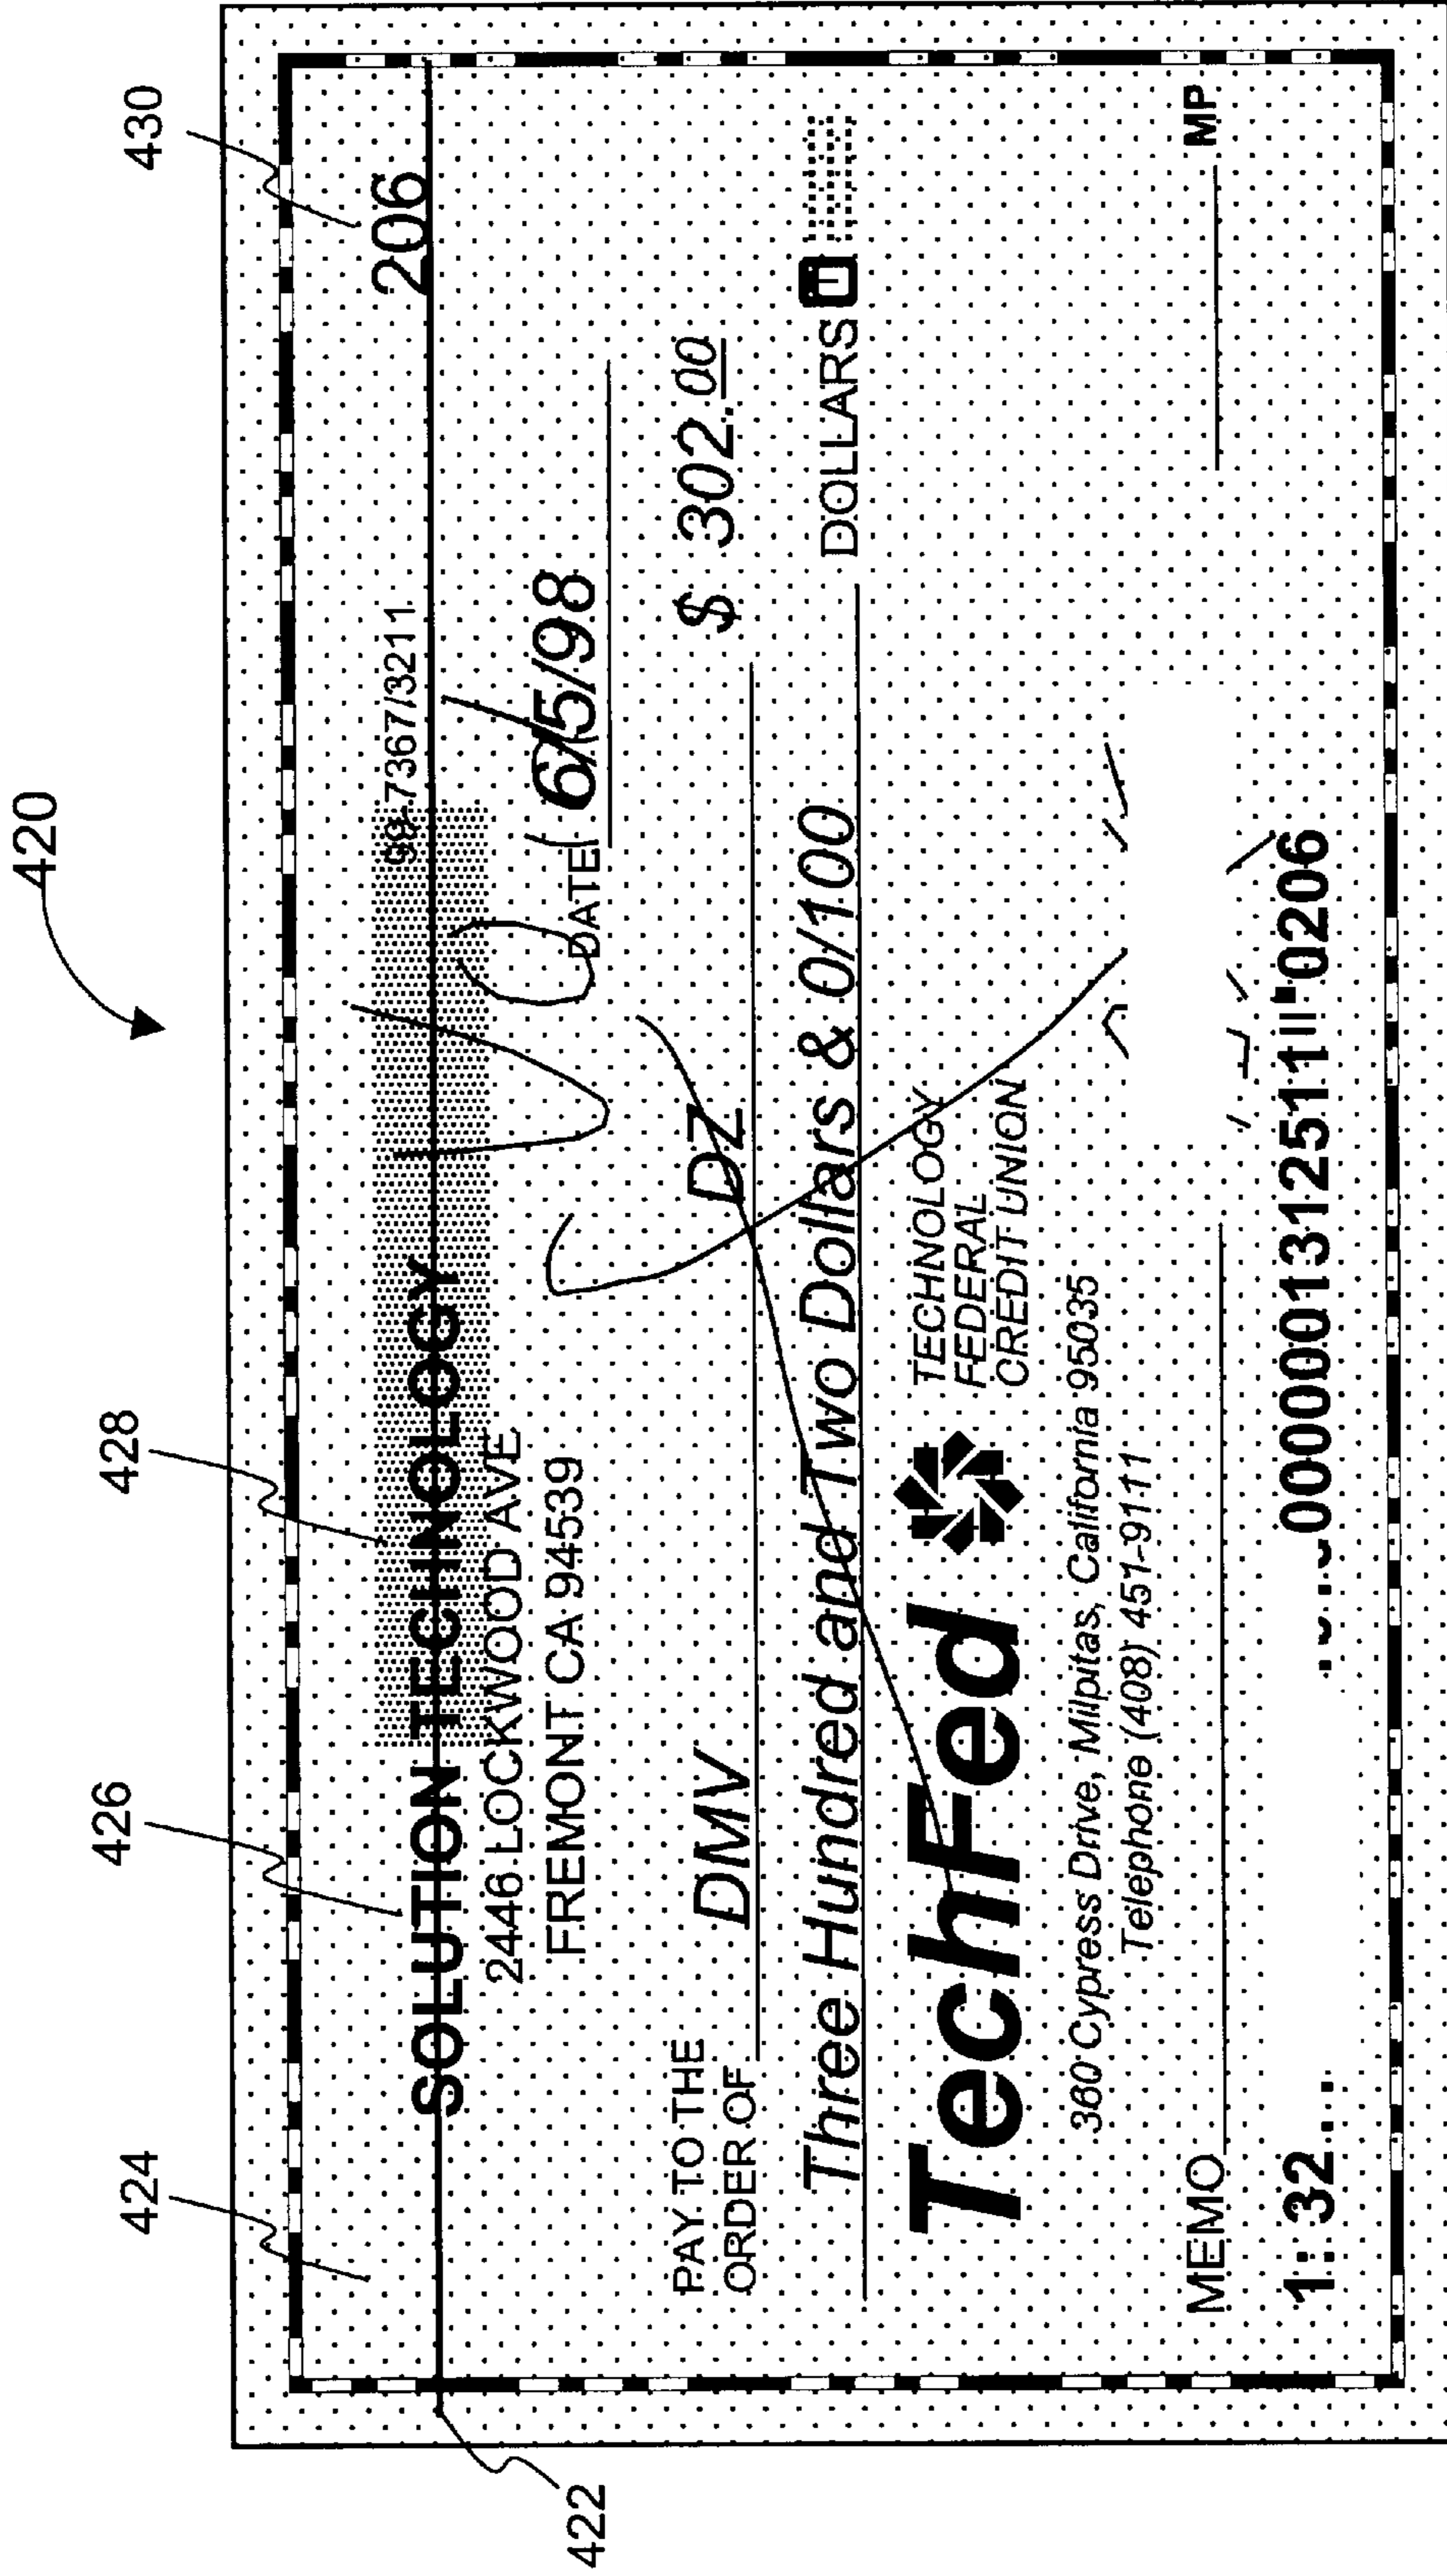 420
424
426
428
430
422
206
SOLUTION TECHNOLOGY
99-7367/3211
2446 LOCKWOOD AVE
FREMONT CA 94539
DATE 6/5/98
PAY TO THE
ORDER OF
DMV
DZ
$ 302.00
Three Hundred and Two Dollars & 0/100
DOLLARS
TechFed
TECHNOLOGY
FEDERAL
CREDIT UNION
360 Cypress Drive, Milpitas, California 95035
Telephone (408) 451-9111
MEMO
MP
1:32
0000001312511⑈0206